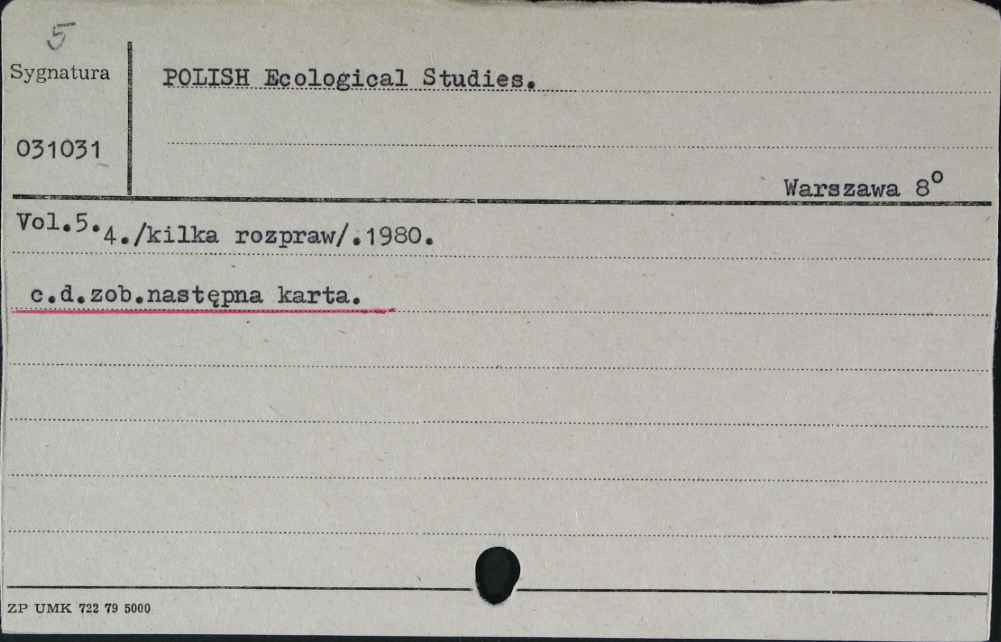 5
Sygnatura
POLISH Ecological Studies.
031031
Warszawa 8°
Vol.5.4./kilka rozpraw/.1980.
c.d.zob.następna karta.
ZP UMK 722 79 5000